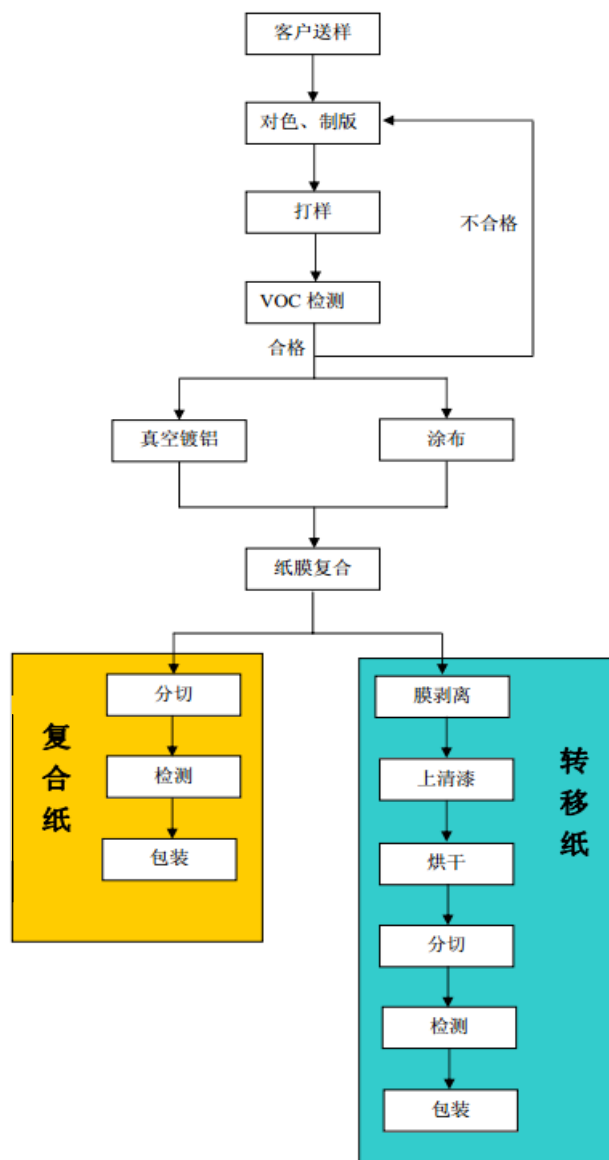 客户送样
对色、制版
打样
不合格
VOC 检测
合格
真空镀铝
涂布
纸膜复合
复合纸
分切
检测
包装
转移纸
膜剥离
上清漆
烘干
分切
检测
包装